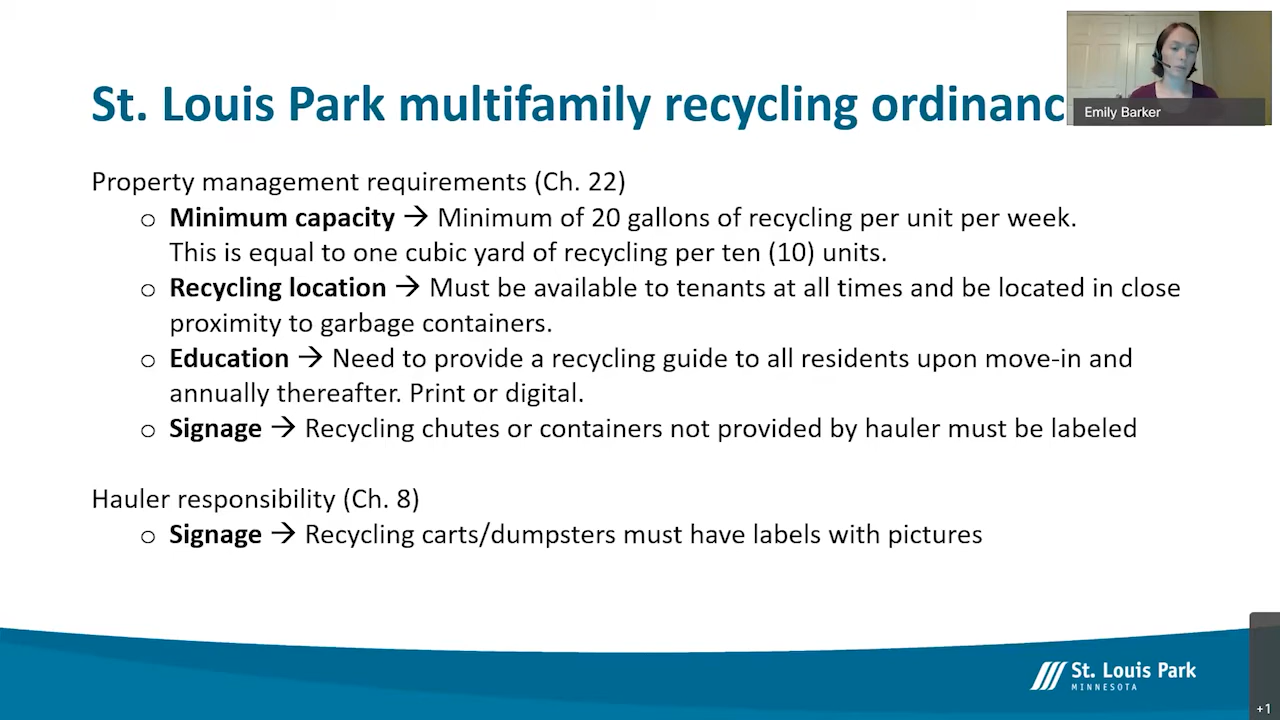 St. Louis Park multifamily recycling ordinanc
Emily Barker
Property management requirements (Ch. 22)
o Minimum capacity → Minimum of 20 gallons of recycling per unit per week.
This is equal to one cubic yard of recycling per ten (10) units.
o Recycling location → Must be available to tenants at all times and be located in close
proximity to garbage containers.
o Education → Need to provide a recycling guide to all residents upon move-in and
annually thereafter. Print or digital.
o Signage → Recycling chutes or containers not provided by hauler must be labeled
Hauler responsibility (Ch. 8)
o Signage → Recycling carts/dumpsters must have labels with pictures
St. Louis Park
MINNESOTA
+1